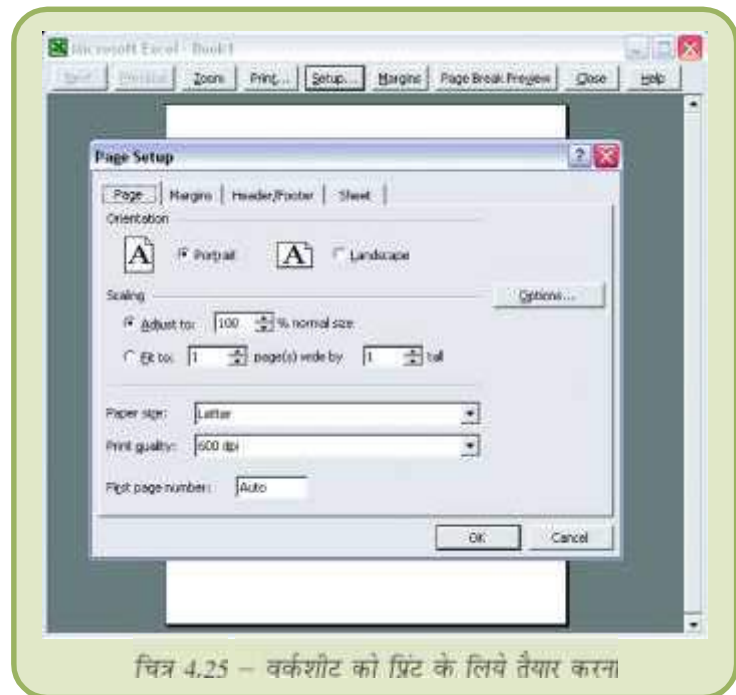 Microsoft Excel - Book1
Next Previous Zoom Print... Setup... Margins Page Break Preview Close Help
Page Setup
Page Margins Header/Footer Sheet
Orientation
A Portrait A Landscape
Scaling Options...
Adjust to: 100 % normal size
Fit to: 1 page(s) wide by 1 tall
Paper size: Letter
Print quality: 600 dpi
First page number: Auto
OK Cancel
चित्र 4.25 – वर्कशीट को प्रिंट के लिये तैयार करना